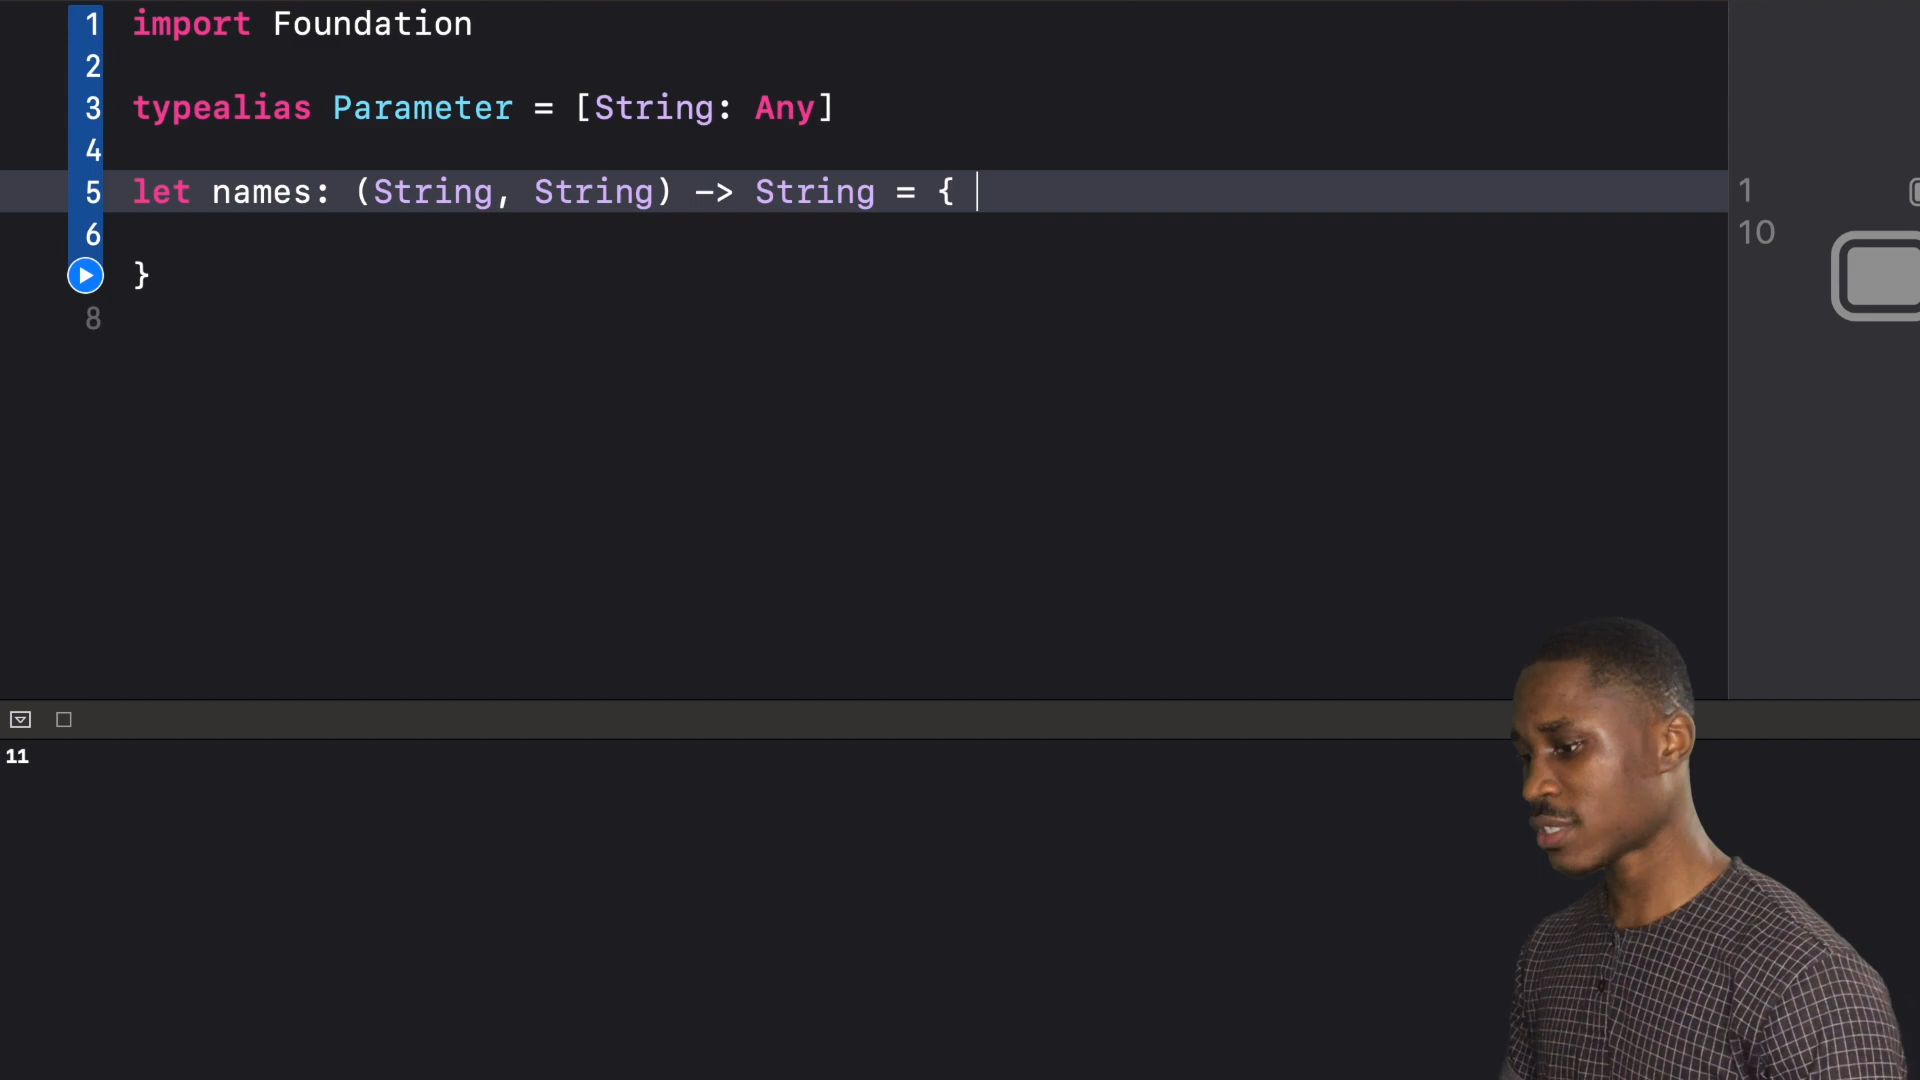 1 import Foundation
2
3 typealias Parameter = [String: Any]
4
5 let names: (String, String) -> String = {
6
}
8
1
10
11